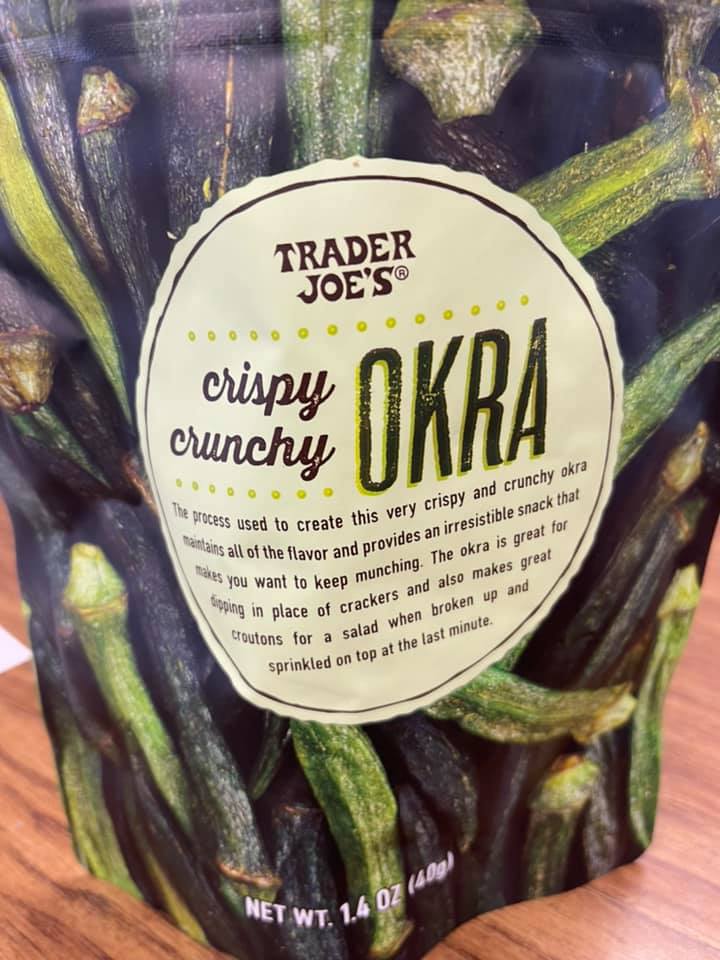 TRADER
JOE'S®
crispy
crunchy
OKRA
The process used to create this very crispy and crunchy okra
maintains all of the flavor and provides an irresistible snack that
makes you want to keep munching. The okra is great for
dipping in place of crackers and also makes great
croutons for a salad when broken up and
sprinkled on top at the last minute.
NET WT. 1.4 OZ (40g)